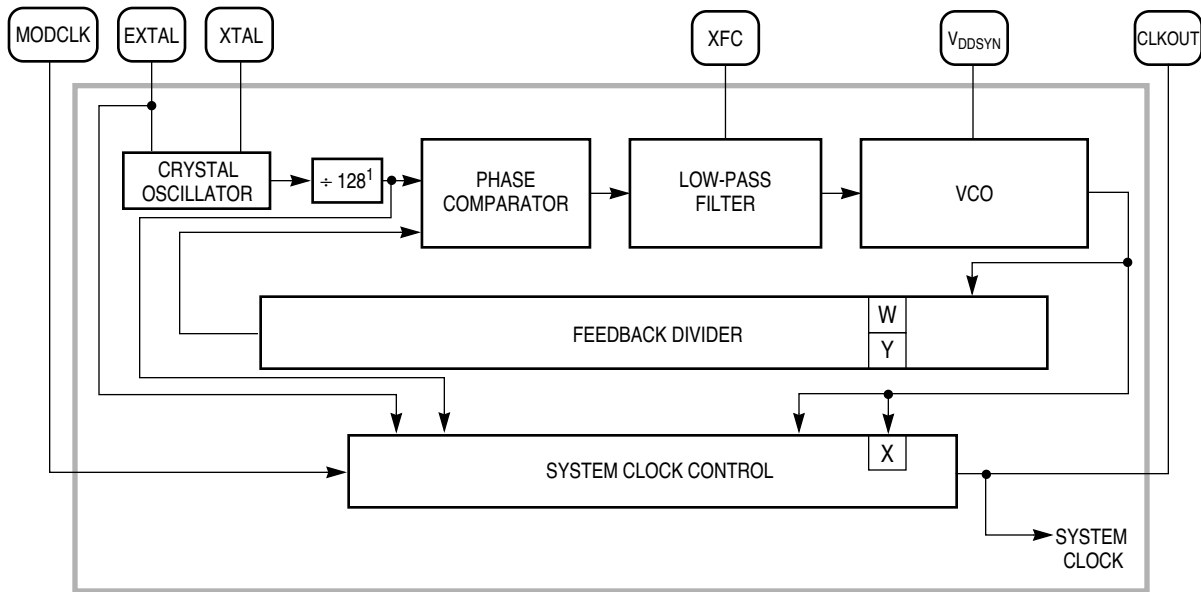 MODCLK
EXTAL
XTAL
XFC
VDDSYN
CLKOUT
CRYSTAL
OSCILLATOR
÷ 128¹
PHASE
COMPARATOR
LOW-PASS
FILTER
VCO
FEEDBACK DIVIDER
W
Y
SYSTEM CLOCK CONTROL
X
SYSTEM
CLOCK